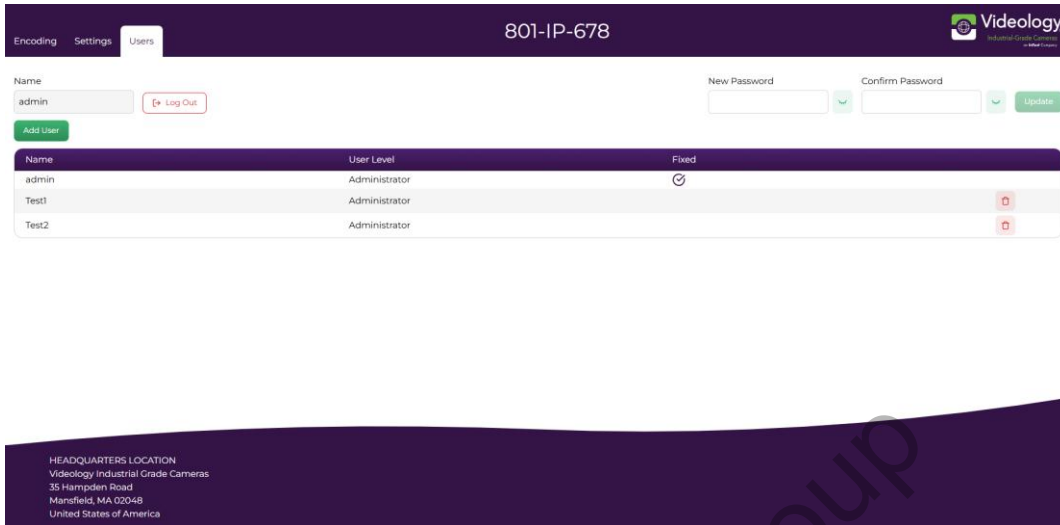 Encoding Settings Users
801-IP-678
Videology
Industrial-Grade Cameras
Name
New Password Confirm Password
admin Log Out Update
Add User
Name User Level Fixed
admin Administrator
Test1 Administrator
Test2 Administrator
HEADQUARTERS LOCATION
Videology Industrial Grade Cameras
35 Hampden Road
Mansfield, MA 02048
United States of America